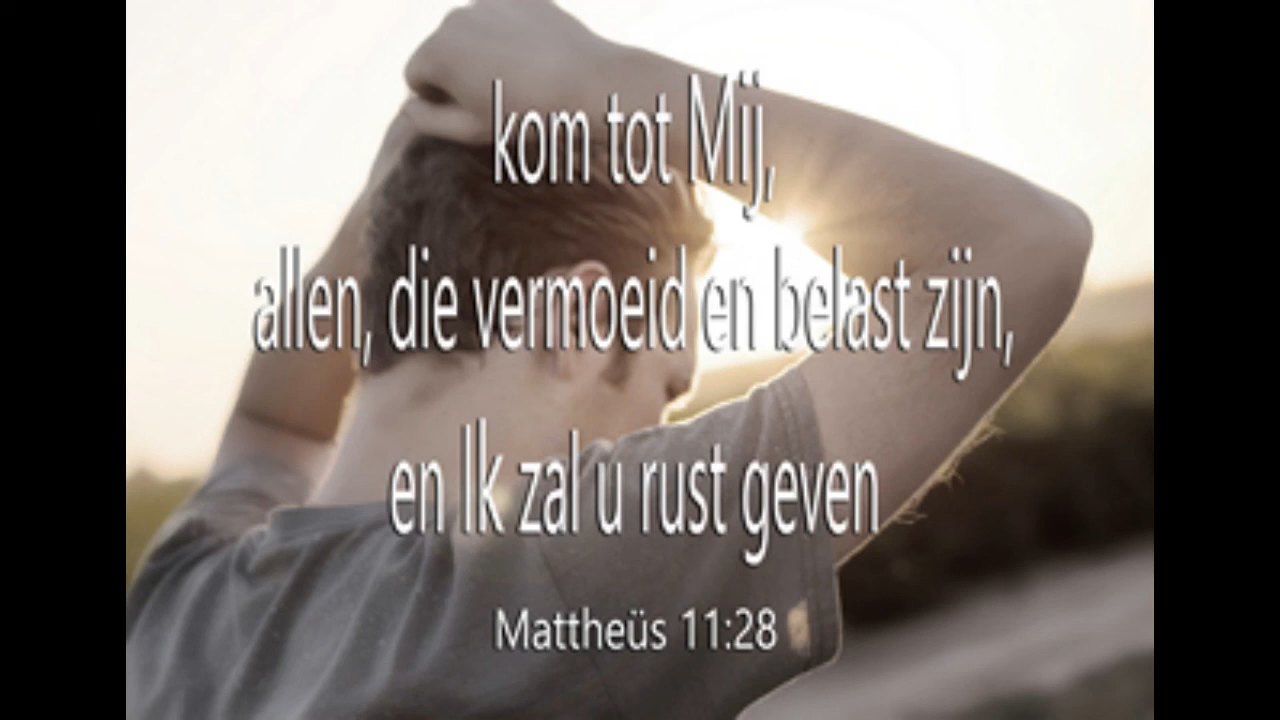 kom tot Mij,
allen, die vermoeid en belast zijn,
en Ik zal u rust geven
Mattheüs 11:28